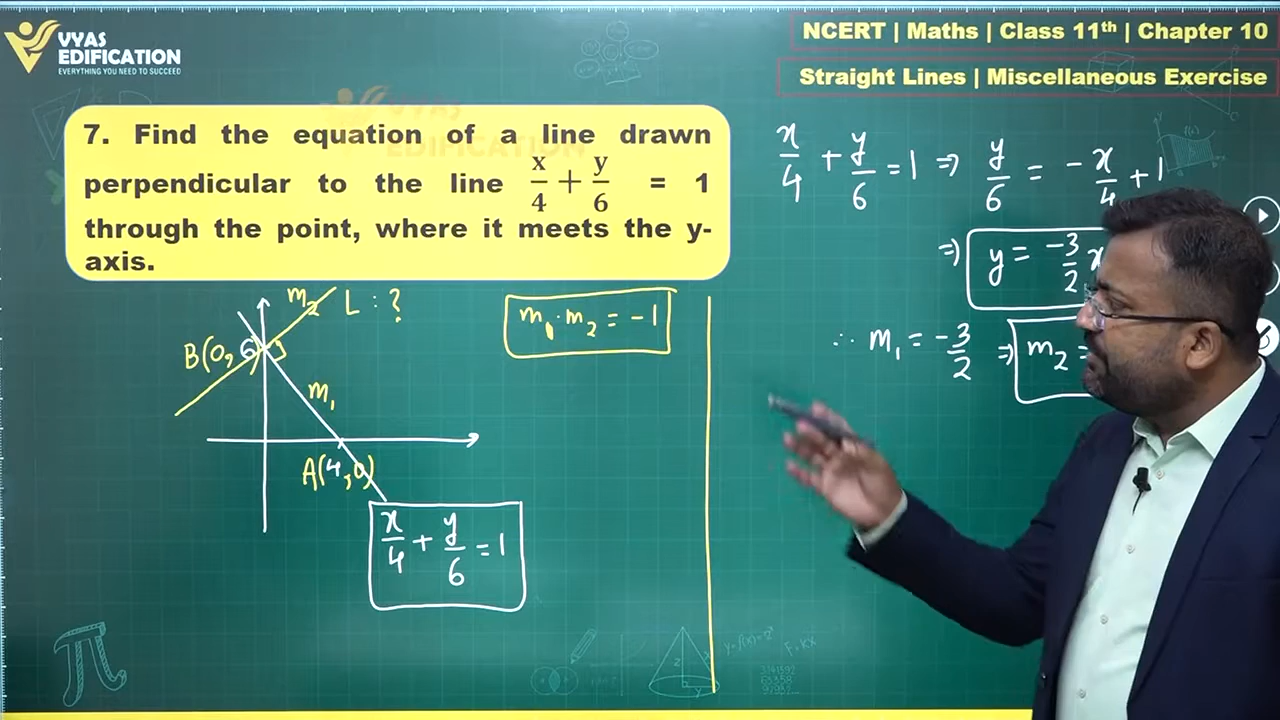 VYAS
EDIFICATION
EVERYTHING YOU NEED TO SUCCEED
NCERT | Maths | Class 11th | Chapter 10
Straight Lines | Miscellaneous Exercise
7. Find the equation of a line drawn
perpendicular to the line x/4 + y/6 = 1
through the point, where it meets the y-
axis.
m₂ L : ?
B(0, 6)
m₁
A(4, 0)
x/4 + y/6 = 1
m₁·m₂ = -1
x/4 + y/6 = 1 ⇒ y/6 = -x/4 + 1
⇒ y = -3/2 x
∴ m₁ = -3/2 ⇒ m₂ =